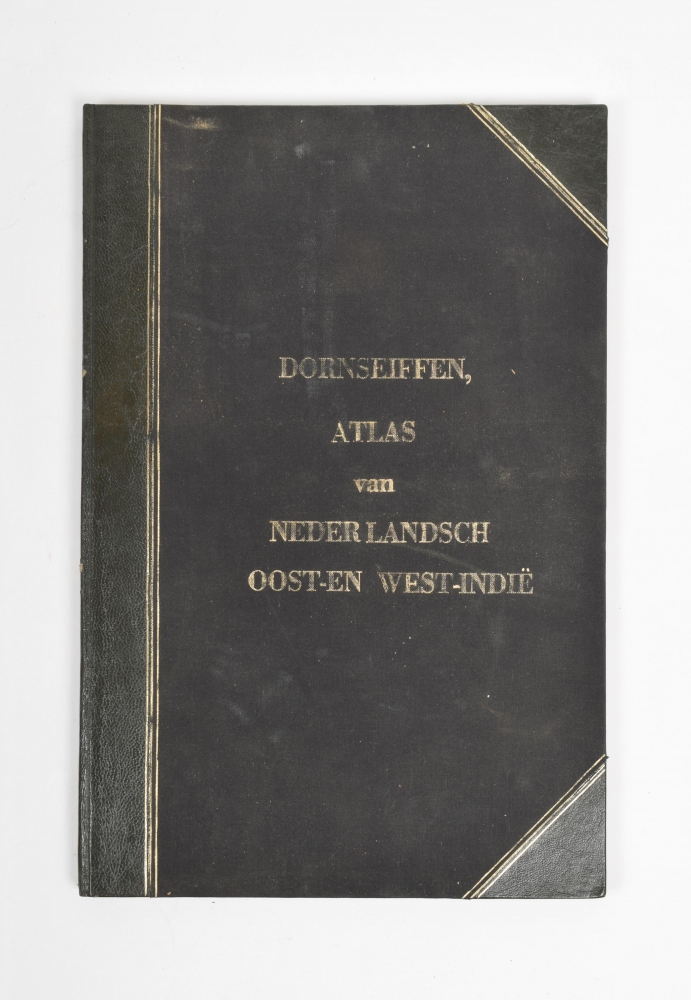 DORNSEIFFEN,
ATLAS
van
NEDERLANDSCH
OOST-EN WEST-INDIË